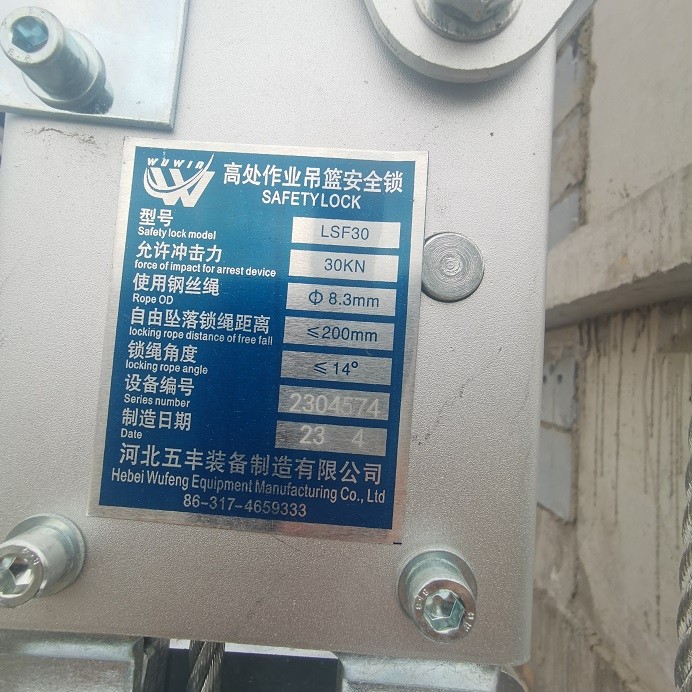 WUWIN
高处作业吊篮安全锁
SAFETYLOCK
型号
Safety lock model
LSF30
允许冲击力
force of impact for arrest device
30KN
使用钢丝绳
Rope OD
Φ 8.3mm
自由坠落锁绳距离
locking rope distance of free fall
≤200mm
锁绳角度
locking rope angle
≤14°
设备编号
Series number
2304574
制造日期
Date
23 4
河北五丰装备制造有限公司
Hebei Wufeng Equipment Manufacturing Co., Ltd
86-317-4659333